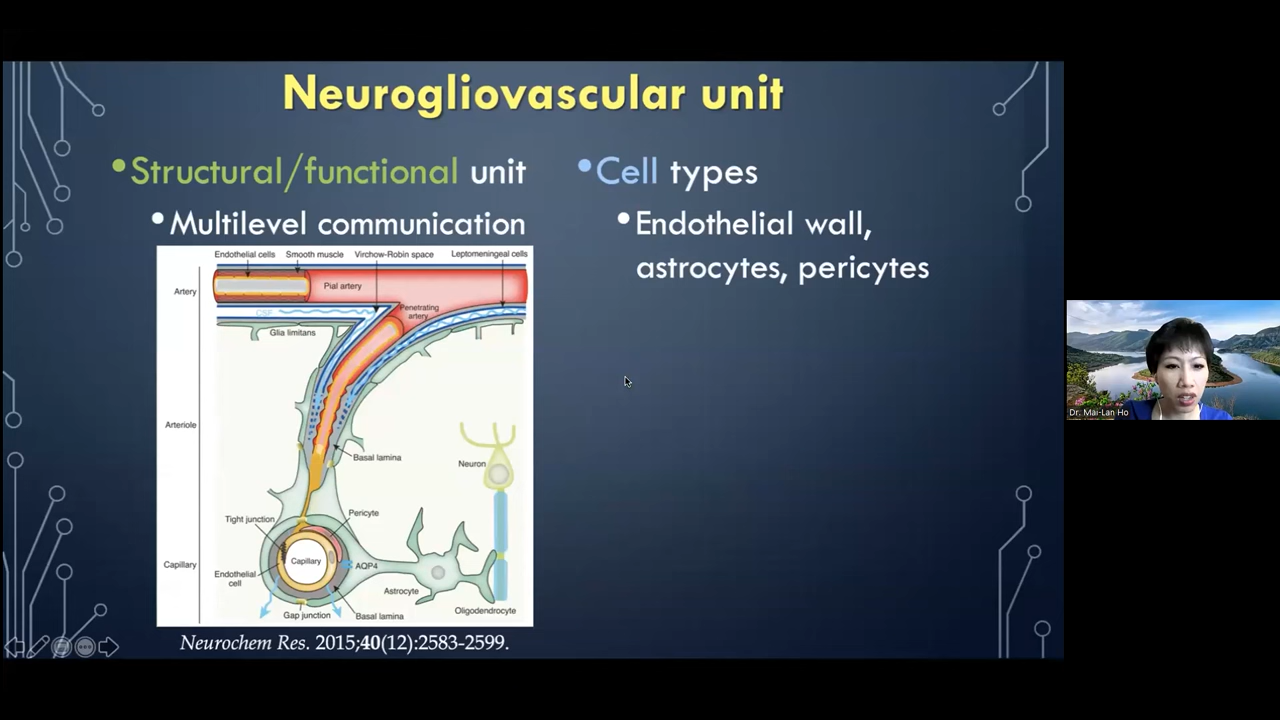 Neurogliovascular unit
•Structural/functional unit
•Multilevel communication
Endothelial cells
Smooth muscle
Virchow-Robin space
Leptomeningeal cells
Artery
Pial artery
Penetrating
artery
CSF
Glia limitans
Arteriole
Basal lamina
Neuron
Tight junction
Pericyte
Capillary
Capillary
AQP4
Endothelial
cell
Astrocyte
Gap junction
Basal lamina
Oligodendrocyte
Neurochem Res. 2015;40(12):2583-2599.
•Cell types
•Endothelial wall,
astrocytes, pericytes
Dr. Mai-Lan Ho